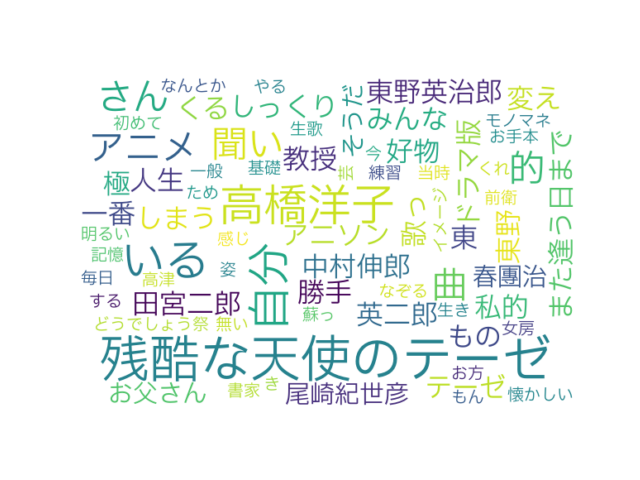 なんとか
やる
さん
くる
しっくり
そうだ
東野英治郎
変え
初めて
生歌
みんな
モノマネ
お手本
アニメ
聞い
教授
今
好物
ドラマ版
的
また逢う日まで
極
人生
一般
基礎
芸
練習
当時
くれ
ため
高橋洋子
歌っ
イメージ
前衛
一番
しまう
アニソン
東
東野
明るい
感じ
記憶
いる
自分
中村伸郎
曲
春團治
毎日
姿
高津
する
田宮二郎
勝手
なぞる
生き
私的
蘇っ
英二郎
どうでしょう祭
無い
もの
女房
残酷な天使のテーゼ
お父さん
書家
き
尾崎紀世彦
テーゼ
お方
もん
懐かしい